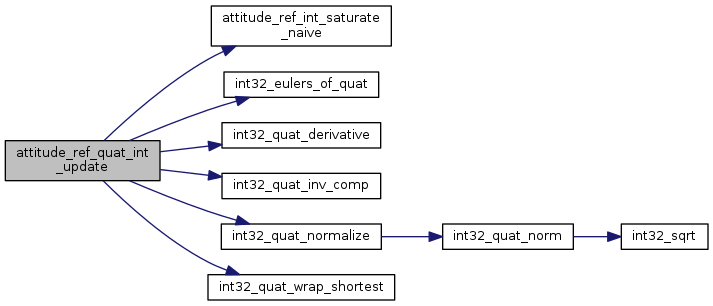 attitude_ref_int_saturate
_naive
int32_eulers_of_quat
int32_quat_derivative
attitude_ref_quat_int
_update
int32_quat_inv_comp
int32_quat_normalize
int32_quat_norm
int32_sqrt
int32_quat_wrap_shortest